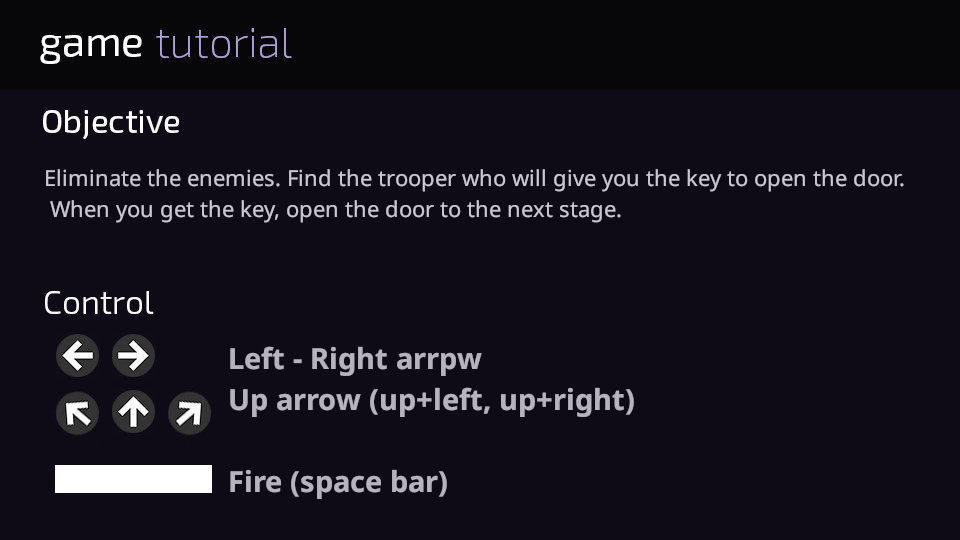 game tutorial
Objective
Eliminate the enemies. Find the trooper who will give you the key to open the door.
When you get the key, open the door to the next stage.
Control
Left - Right arrpw
Up arrow (up+left, up+right)
Fire (space bar)